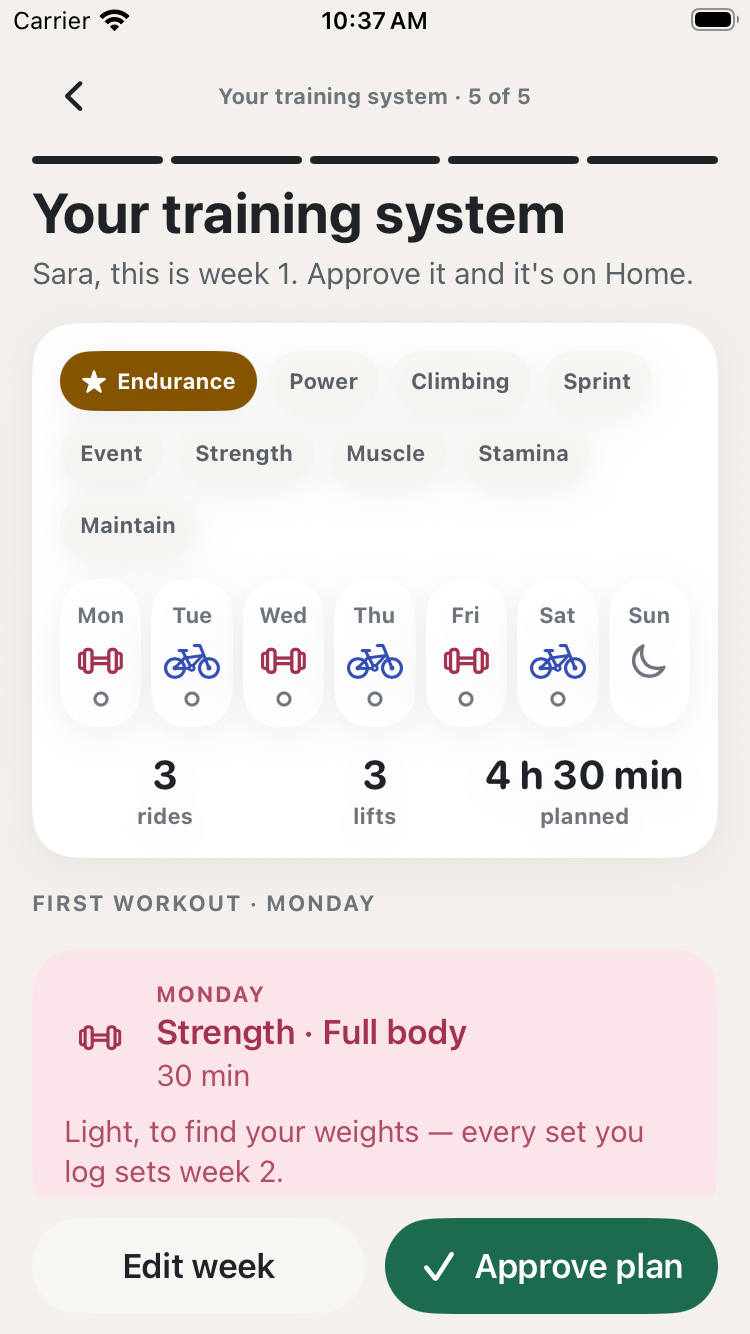 Carrier 10:37 AM
Your training system · 5 of 5
Your training system
Sara, this is week 1. Approve it and it's on Home.
Endurance Power Climbing Sprint
Event Strength Muscle Stamina
Maintain
Mon Tue Wed Thu Fri Sat Sun
3 3 4 h 30 min
rides lifts planned
FIRST WORKOUT · MONDAY
MONDAY
Strength · Full body
30 min
Light, to find your weights — every set you
log sets week 2.
Edit week Approve plan